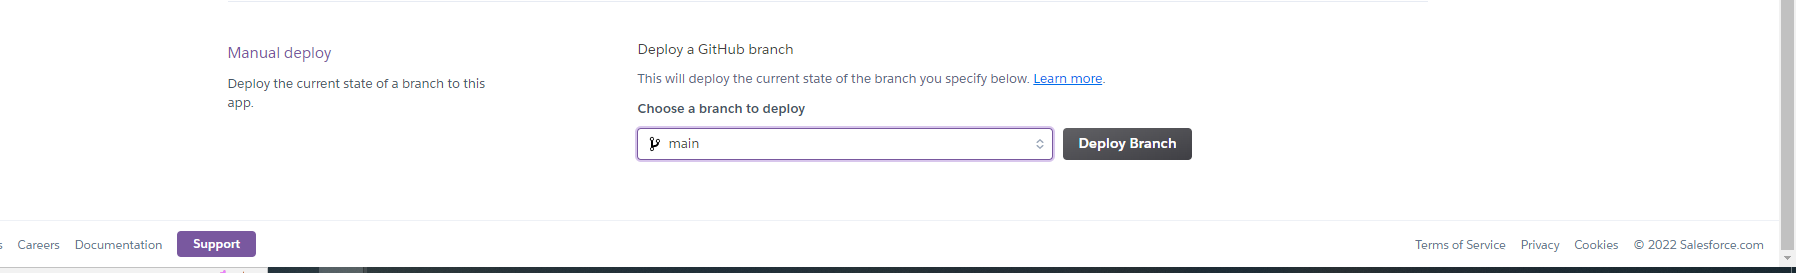 Manual deploy
Deploy the current state of a branch to this
app.
Deploy a GitHub branch
This will deploy the current state of the branch you specify below. Learn more.
Choose a branch to deploy
main
Deploy Branch
Careers Documentation Support Terms of Service Privacy Cookies © 2022 Salesforce.com